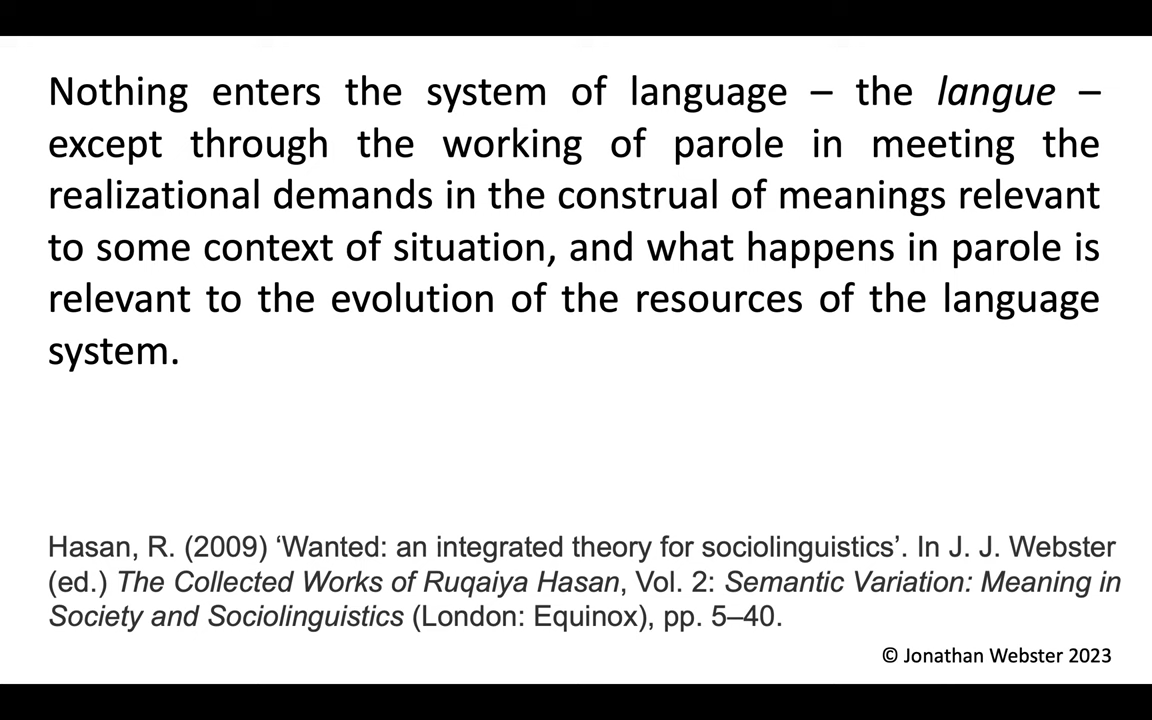 Nothing enters the system of language – the langue –
except through the working of parole in meeting the
realizational demands in the construal of meanings relevant
to some context of situation, and what happens in parole is
relevant to the evolution of the resources of the language
system.
Hasan, R. (2009) ‘Wanted: an integrated theory for sociolinguistics’. In J. J. Webster
(ed.) The Collected Works of Ruqaiya Hasan, Vol. 2: Semantic Variation: Meaning in
Society and Sociolinguistics (London: Equinox), pp. 5–40.
© Jonathan Webster 2023